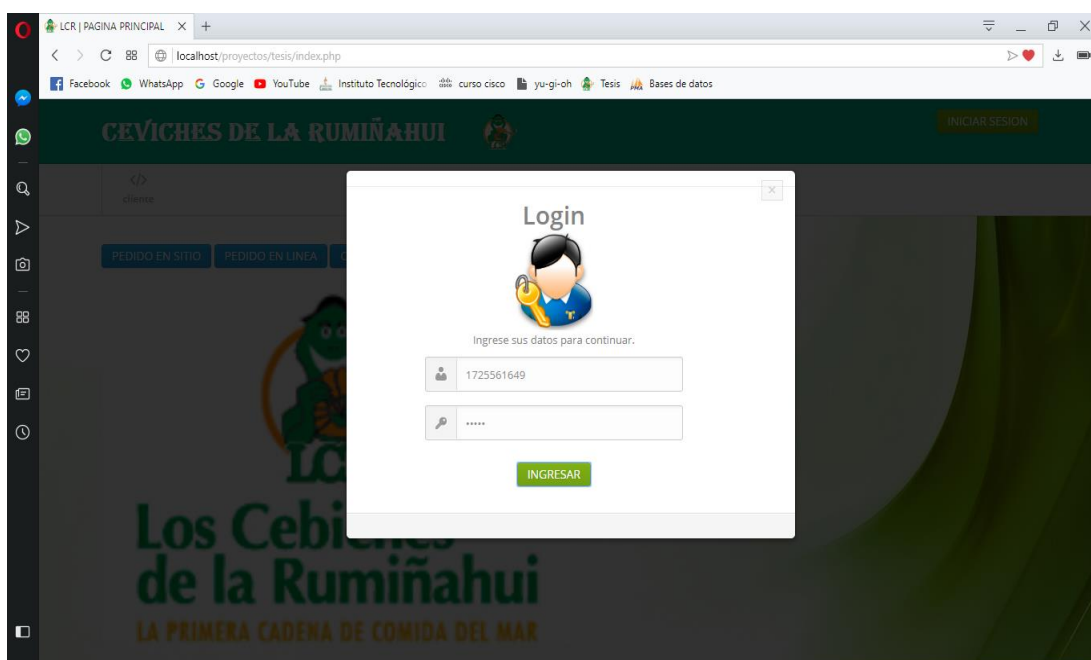 LCR | PAGINA PRINCIPAL
localhost/proyectos/tesis/index.php
Facebook WhatsApp Google YouTube Instituto Tecnológico curso cisco yu-gi-oh Tesis Bases de datos
CEVICHES DE LA RUMIÑAHUI
INICIAR SESION
</>
cliente
PEDIDO EN SITIO PEDIDO EN LINEA
Login
Ingrese sus datos para continuar.
1725561649
•••••
INGRESAR
LCR
Los Cebiches
de la Rumiñahui
LA PRIMERA CADENA DE COMIDA DEL MAR